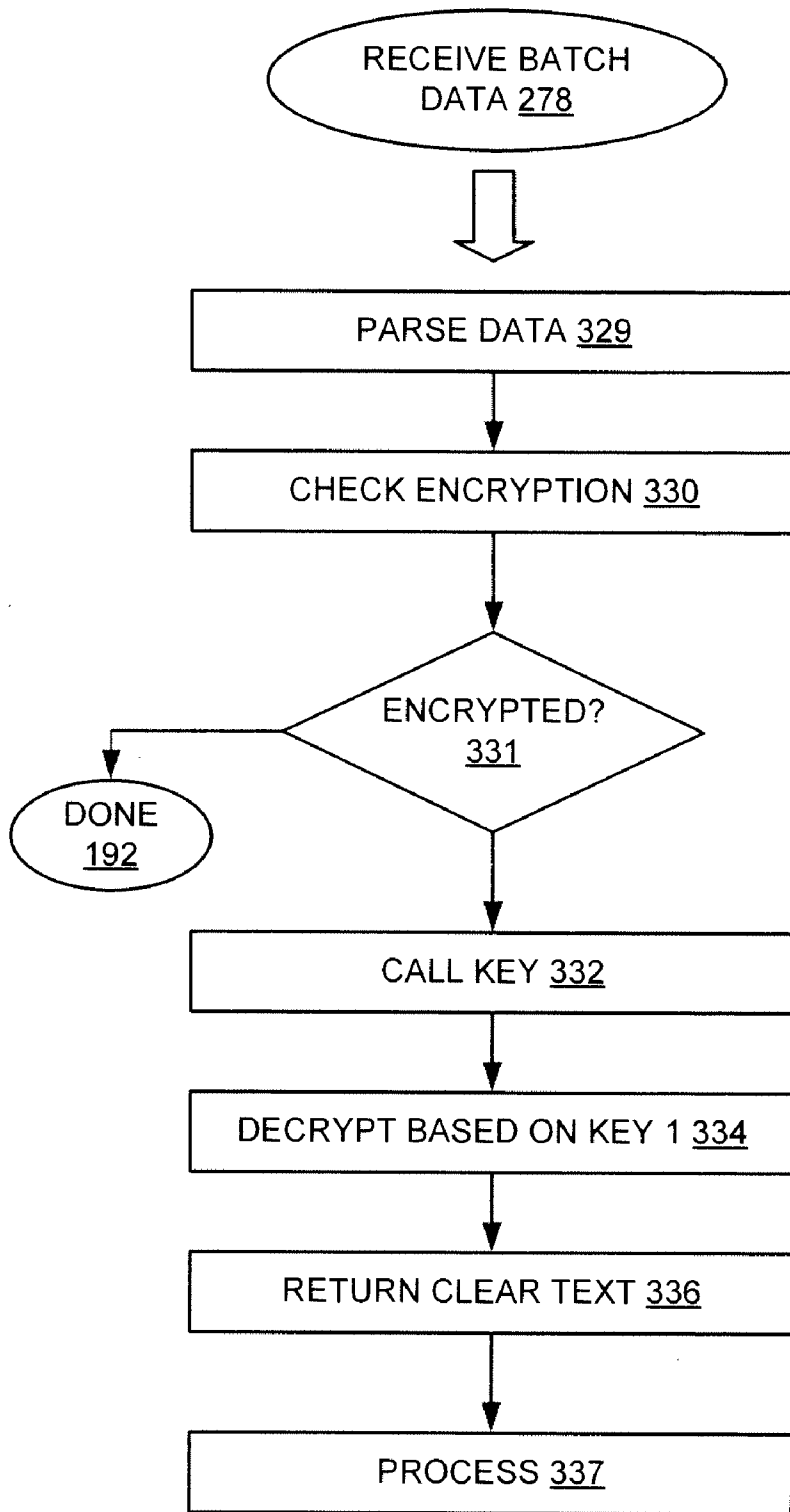 RECEIVE BATCH
DATA 278
PARSE DATA 329
CHECK ENCRYPTION 330
ENCRYPTED?
331
DONE
192
CALL KEY 332
DECRYPT BASED ON KEY 1 334
RETURN CLEAR TEXT 336
PROCESS 337